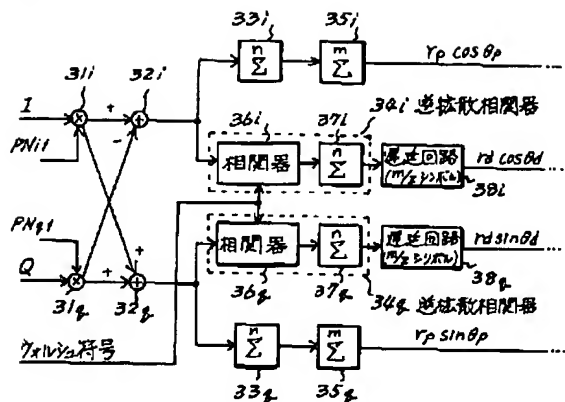 33i 35i
n Σ m Σ rp cosθp
31i 32i
I + + -
36i 37i 34i 逆拡散相関器
PNit
相関器 n Σ 遅延回路 (m/2シンボル) rd cosθd
38i
PNqt
相関器 n Σ 遅延回路 (m/2シンボル) rd sinθd
Q + + +
36q 37q 38q
31q 32q 34q 逆拡散相関器
ウォルシュ符号
n Σ m Σ rp sinθp
33q 35q